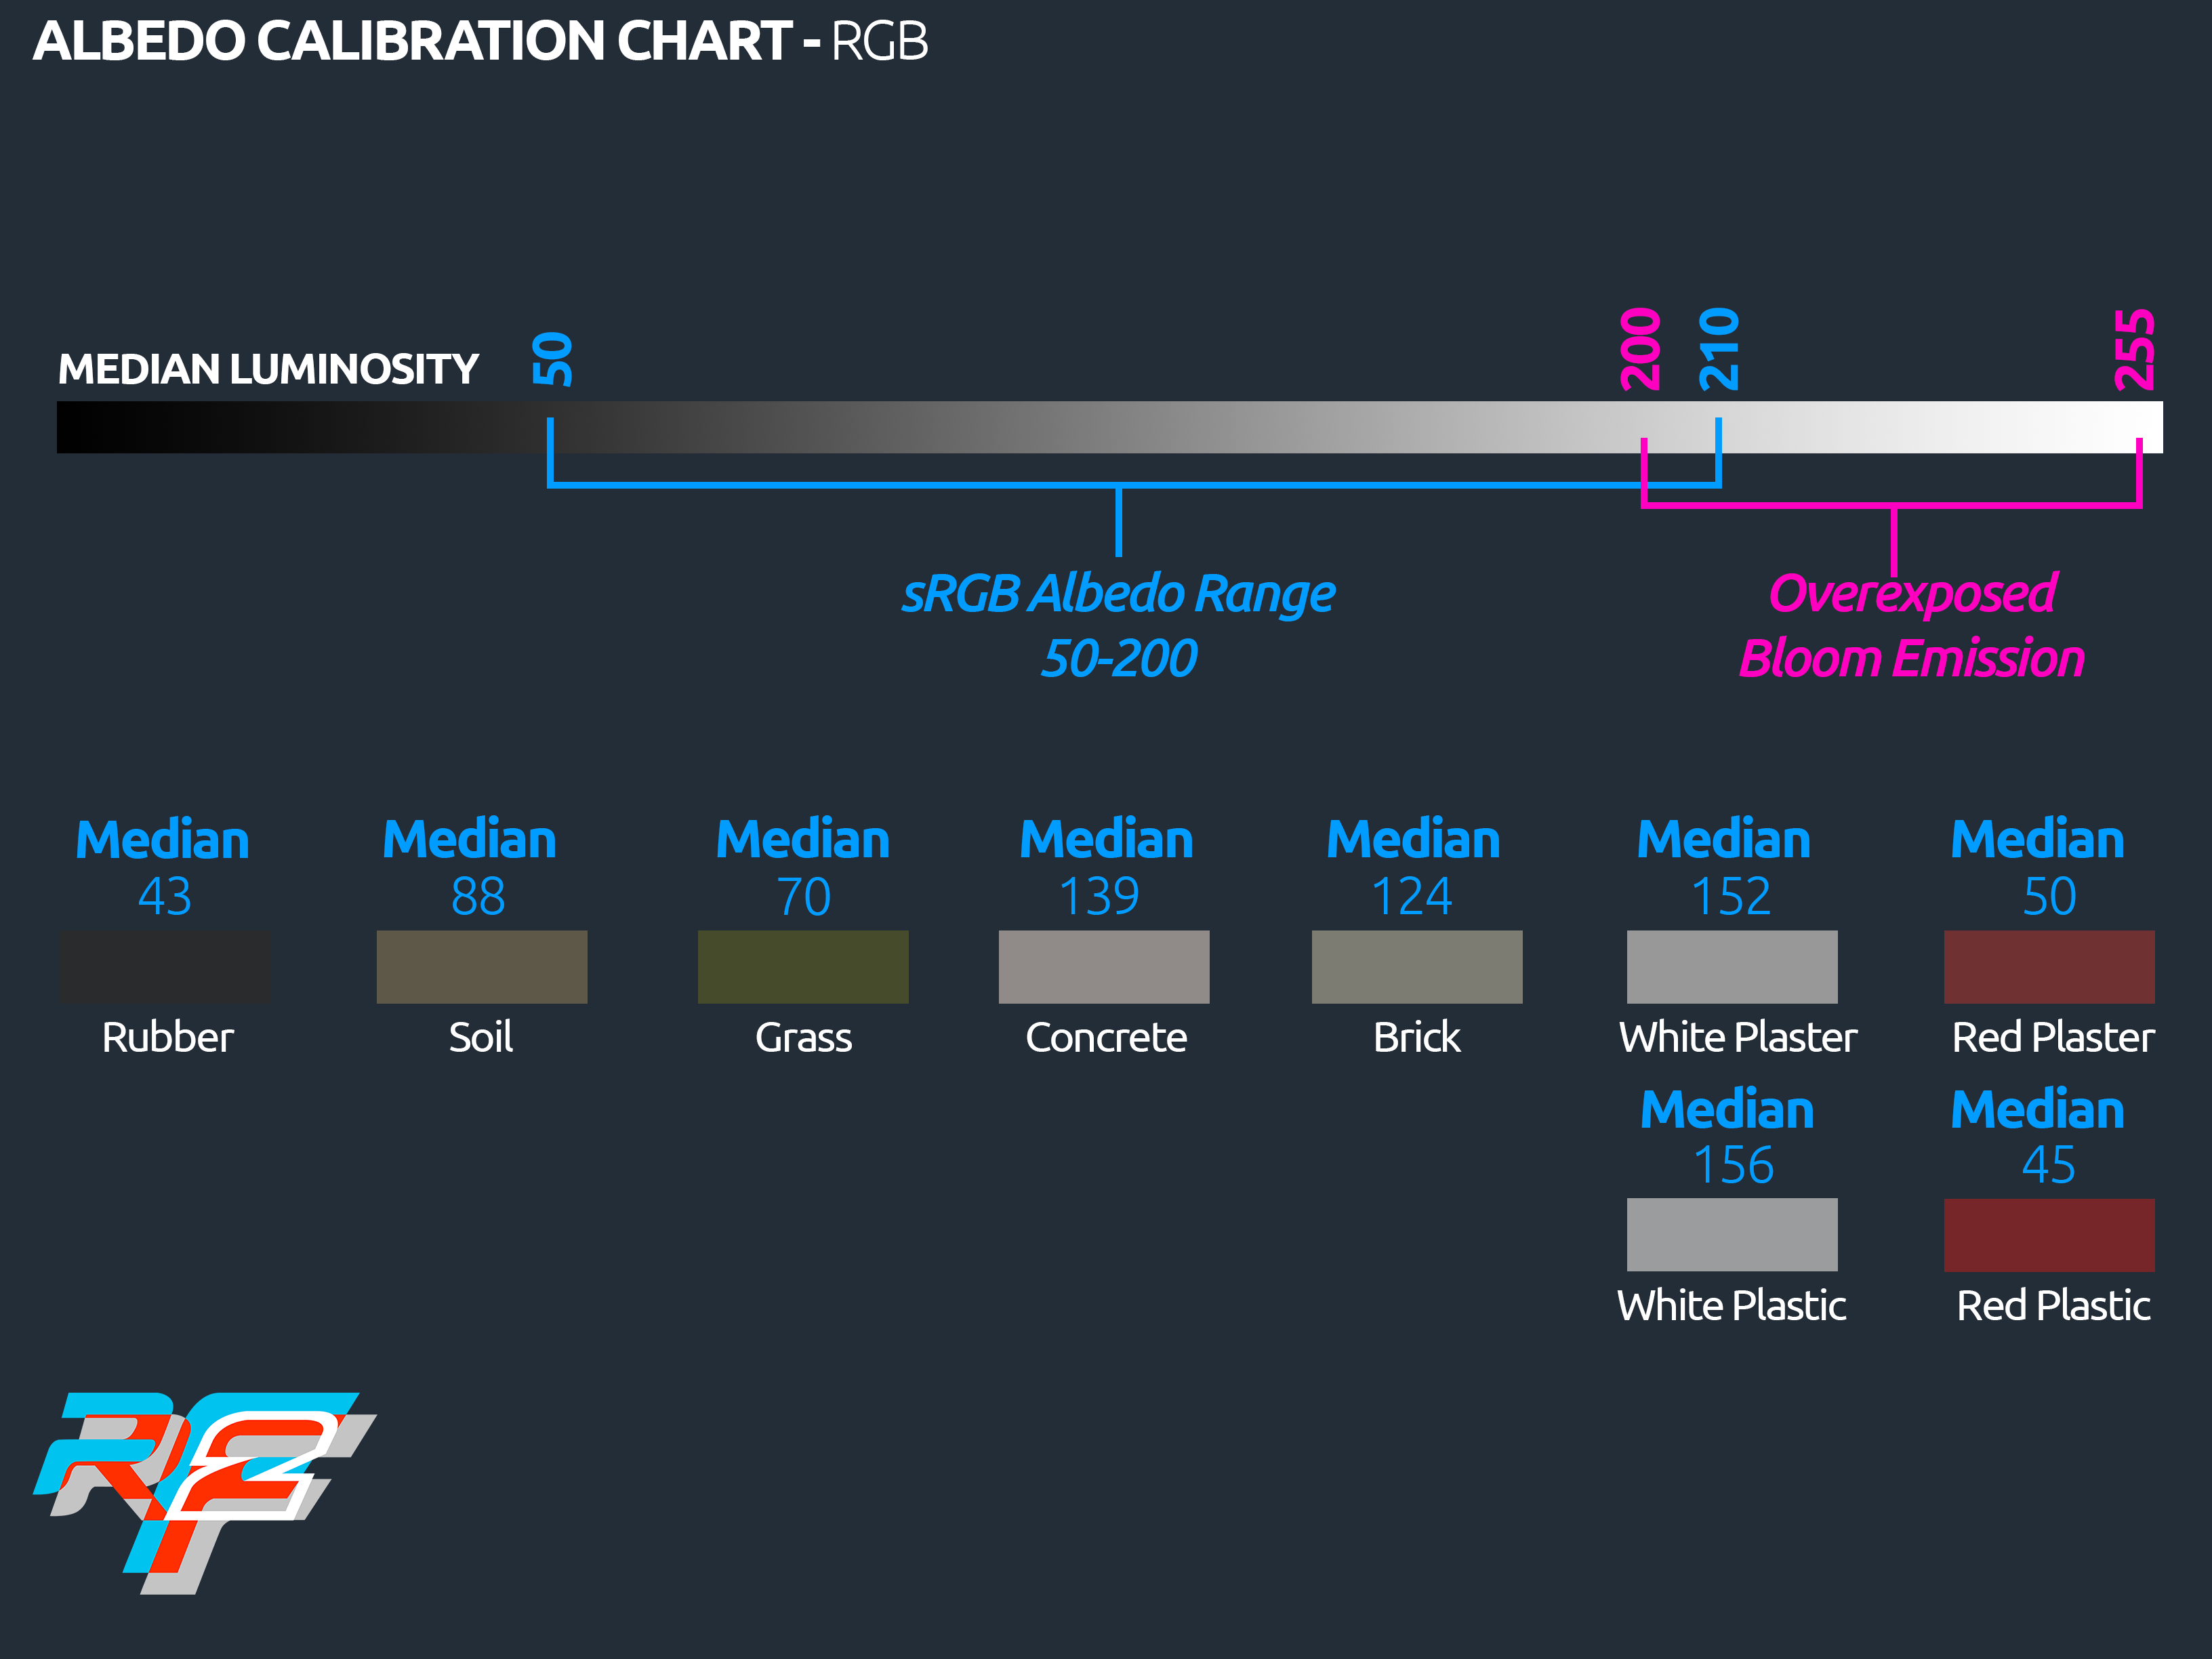 ALBEDO CALIBRATION CHART - RGB
MEDIAN LUMINOSITY
50
200
210
255
sRGB Albedo Range
50-200
Overexposed
Bloom Emission
Median
43
Rubber
Median
88
Soil
Median
70
Grass
Median
139
Concrete
Median
124
Brick
Median
152
White Plaster
Median
50
Red Plaster
Median
156
White Plastic
Median
45
Red Plastic
RF2